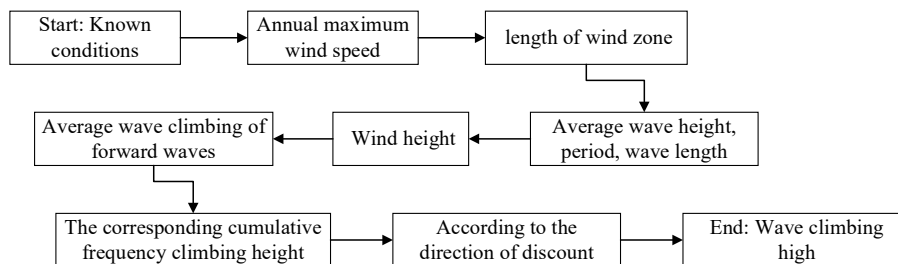 Start: Known
conditions
Annual maximum
wind speed
length of wind zone
Average wave height,
period, wave length
Wind height
Average wave climbing of
forward waves
The corresponding cumulative
frequency climbing height
According to the
direction of discount
End: Wave climbing
high